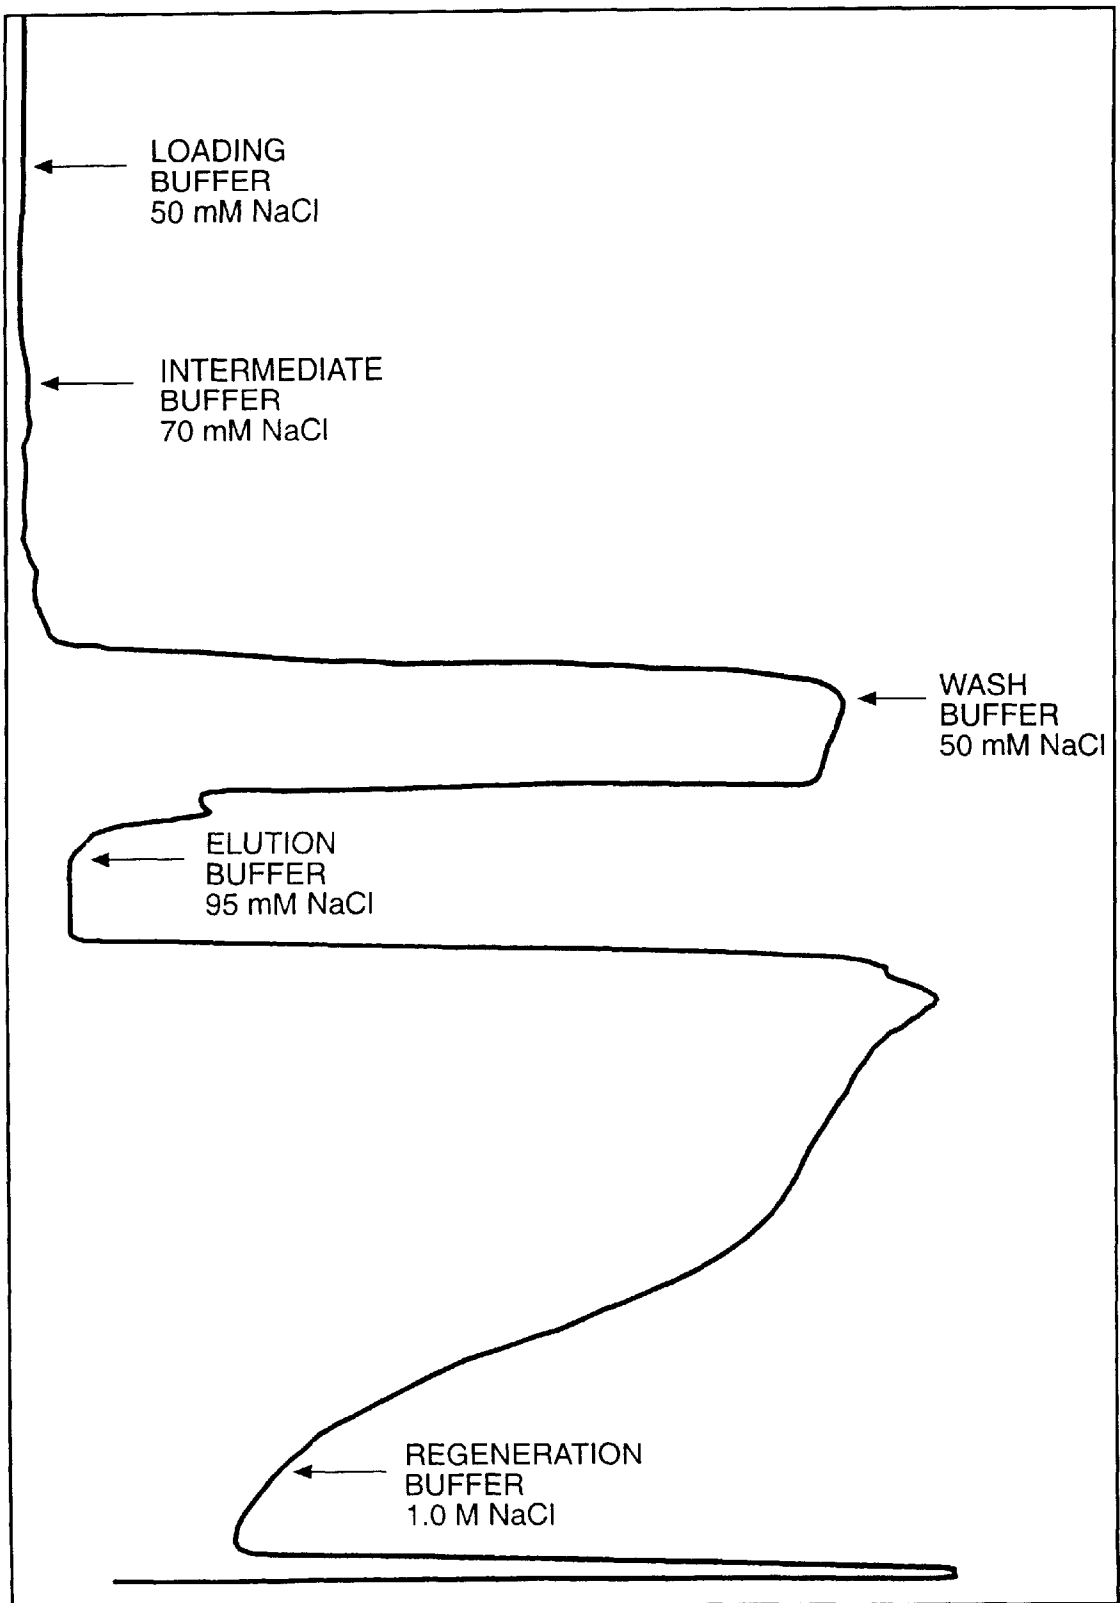 LOADING
BUFFER
50 mM NaCl
INTERMEDIATE
BUFFER
70 mM NaCl
WASH
BUFFER
50 mM NaCl
ELUTION
BUFFER
95 mM NaCl
REGENERATION
BUFFER
1.0 M NaCl